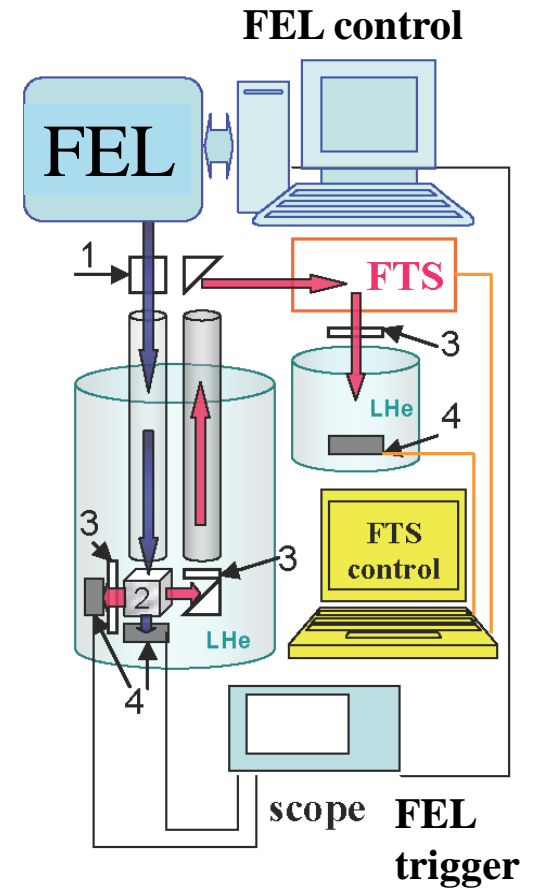 FEL control
FEL
1
FTS
3
LHe
4
3
3
2
FTS
control
LHe
4
scope
FEL
trigger